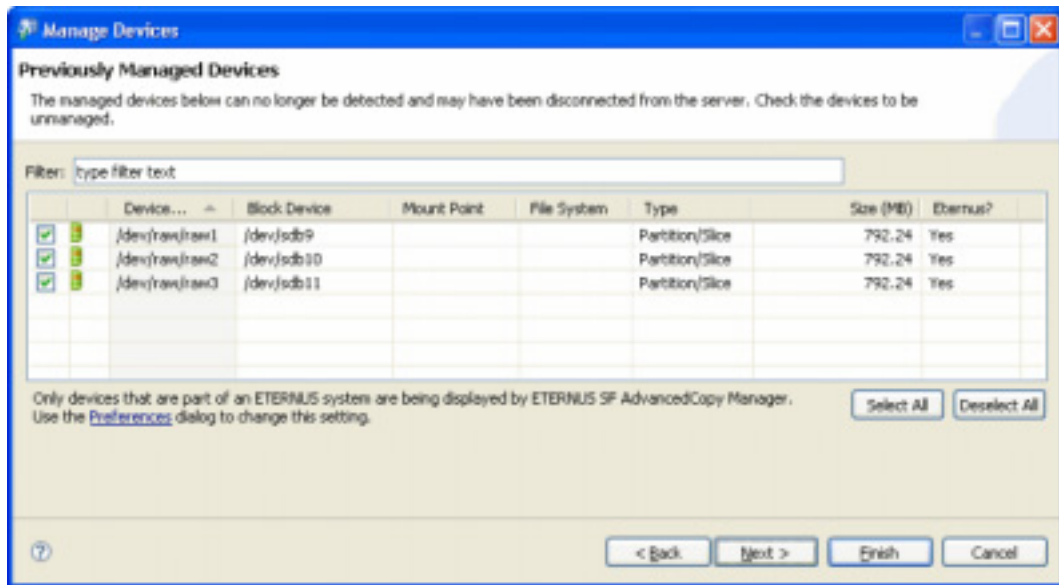 Manage Devices
Previously Managed Devices
The managed devices below can no longer be detected and may have been disconnected from the server. Check the devices to be
unmanaged.
Filter: type filter text
Device... Block Device Mount Point File System Type Size (MB) Eternus?
/dev/raw/raw1 /dev/sdb9 Partition/Slice 792.24 Yes
/dev/raw/raw2 /dev/sdb10 Partition/Slice 792.24 Yes
/dev/raw/raw3 /dev/sdb11 Partition/Slice 792.24 Yes
Only devices that are part of an ETERNUS system are being displayed by ETERNUS SF AdvancedCopy Manager.
Use the Preferences dialog to change this setting.
Select All Deselect All
? < Back Next > Finish Cancel